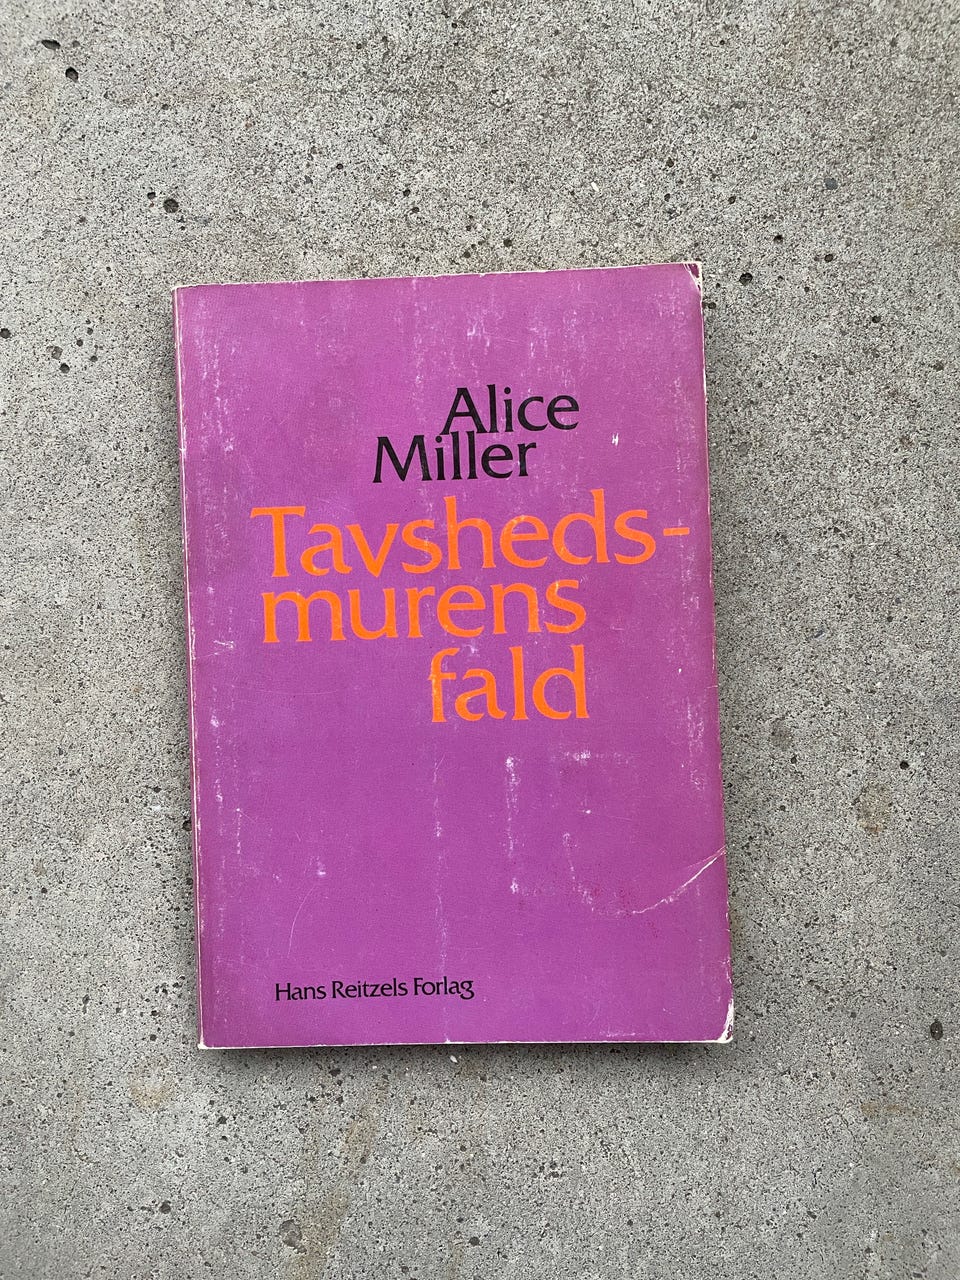 Alice
Miller
Tavsheds-
murens
fald
Hans Reitzels Forlag